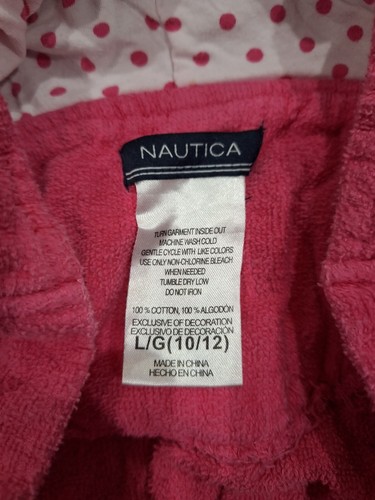 NAUTICA
TURN GARMENT INSIDE OUT
MACHINE WASH COLD
GENTLE CYCLE WITH LIKE COLORS
USE ONLY NON-CHLORINE BLEACH
WHEN NEEDED
TUMBLE DRY LOW
DO NOT IRON
100 % COTTON, 100 % ALGODÓN
EXCLUSIVE OF DECORATION
EXCLUSIVO DE DECORACIÓN
L/G(10/12)
MADE IN CHINA
HECHO EN CHINA